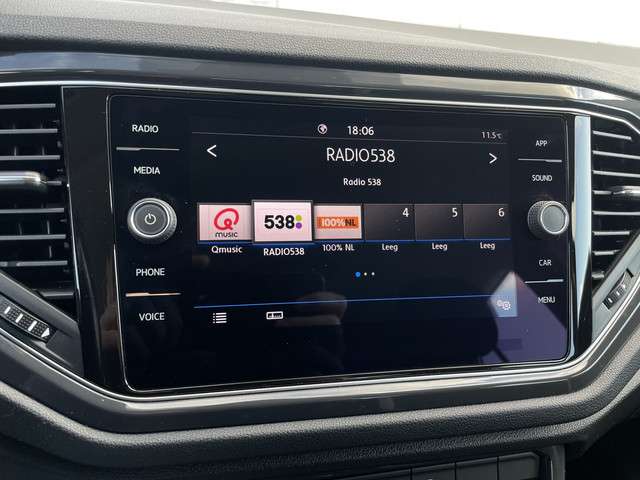 RADIO
MEDIA
PHONE
VOICE
18:06
11.5°C
RADIO538
Radio 538
Q
music
538
100%NL
4
5
6
Qmusic
RADIO538
100% NL
Leeg
Leeg
Leeg
APP
SOUND
CAR
MENU